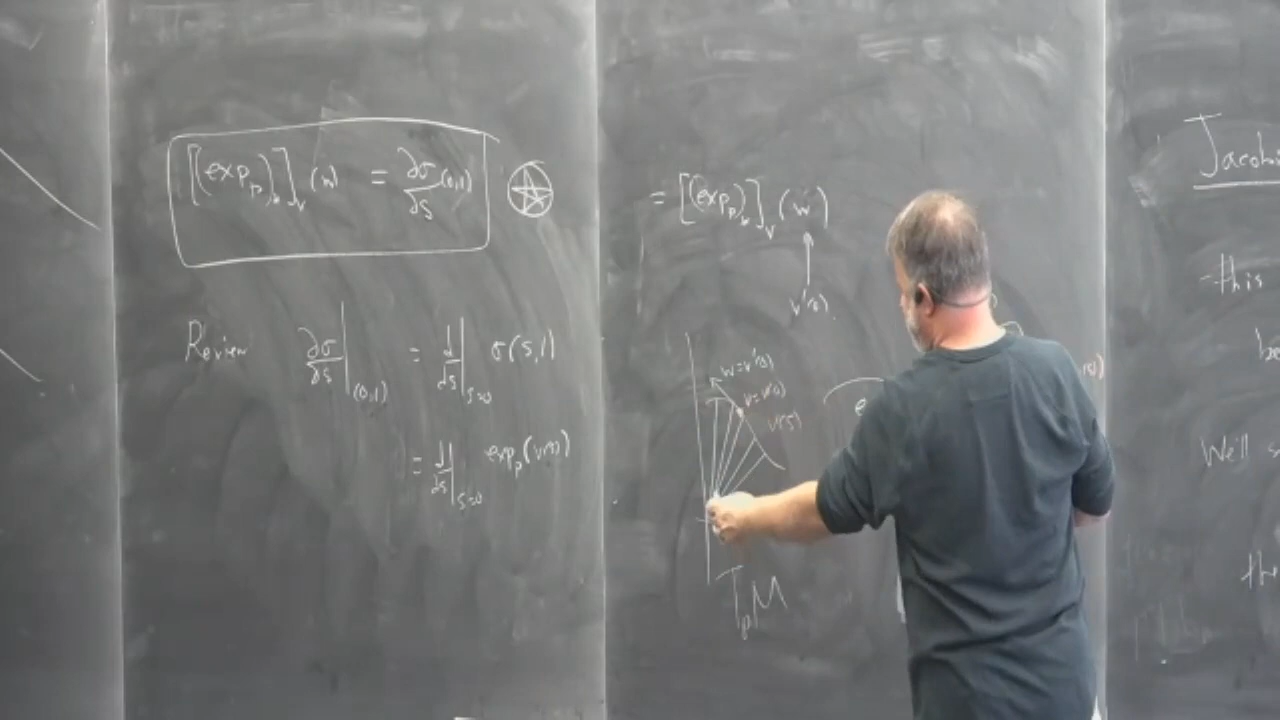 [(exp_p)_*]_v (w) = ∂σ/∂s (0,1)
Review ∂σ/∂s |_(0,1) = d/ds |_{s=0} σ(s,1)
= d/ds |_{s=0} exp_p(v(s))
= [(exp_p)_*]_v (w)
v'(0).
w=v'(0)
v=v(0)
v(s)
T_pM
-this
We'll